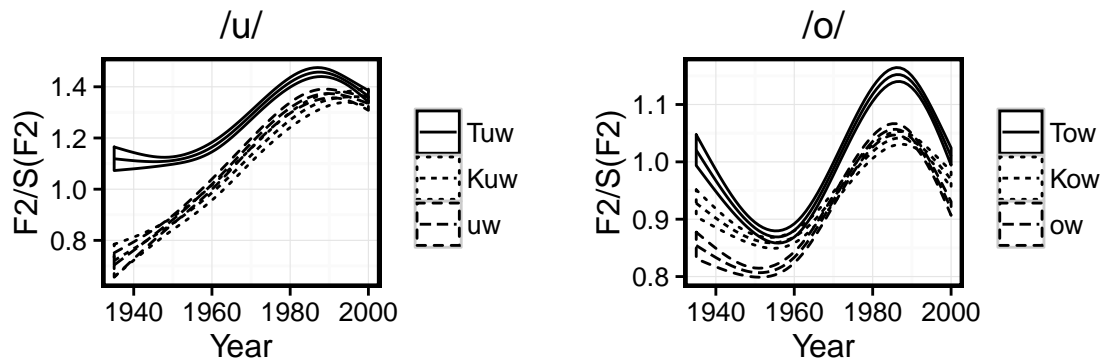 /u/
F2/S(F2)
1.4
1.2
1.0
0.8
1940 1960 1980 2000
Year
Tuw
Kuw
uw
/o/
F2/S(F2)
1.1
1.0
0.9
0.8
1940 1960 1980 2000
Year
Tow
Kow
ow